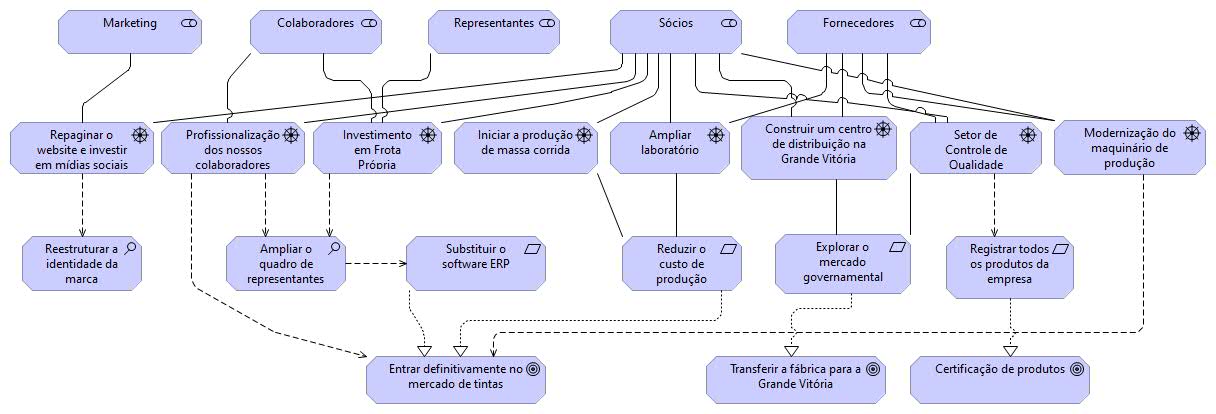 Marketing
Colaboradores
Representantes
Sócios
Fornecedores
Repaginar o
website e investir
em mídias sociais
Profissionalização
dos nossos
colaboradores
Investimento
em Frota
Própria
Iniciar a produção
de massa corrida
Ampliar
laboratório
Construir um centro
de distribuição na
Grande Vitória
Setor de
Controle de
Qualidade
Modernização do
maquinário de
produção
Reestruturar a
identidade da
marca
Ampliar o
quadro de
representantes
Substituir o
software ERP
Reduzir o
custo de
produção
Explorar o
mercado
governamental
Registrar todos
os produtos da
empresa
Entrar definitivamente no
mercado de tintas
Transferir a fábrica para a
Grande Vitória
Certificação de produtos